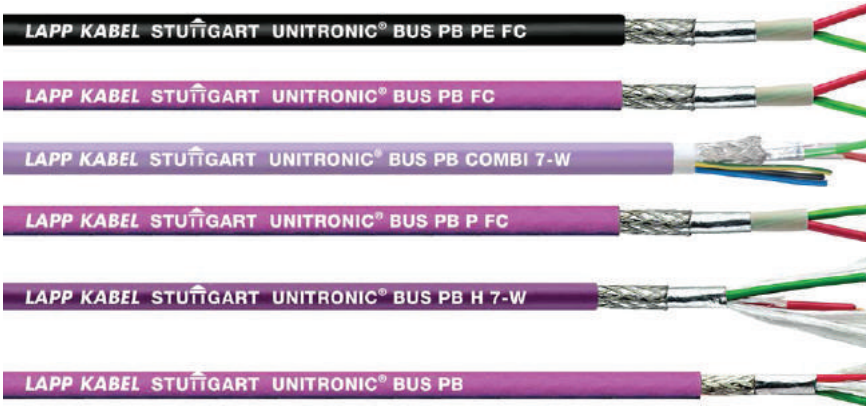 LAPP KABEL STUTTGART UNITRONIC® BUS PB PE FC
LAPP KABEL STUTTGART UNITRONIC® BUS PB FC
LAPP KABEL STUTTGART UNITRONIC® BUS PB COMBI 7-W
LAPP KABEL STUTTGART UNITRONIC® BUS PB P FC
LAPP KABEL STUTTGART UNITRONIC® BUS PB H 7-W
LAPP KABEL STUTTGART UNITRONIC® BUS PB